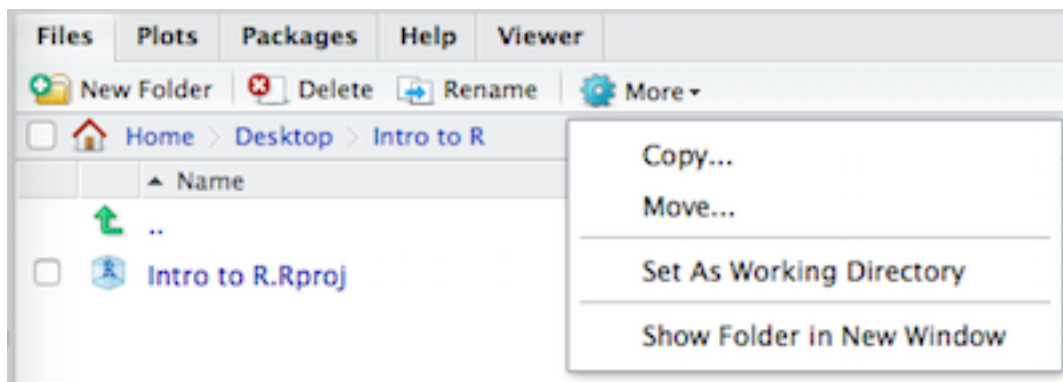 Files Plots Packages Help Viewer
New Folder Delete Rename More
Home Desktop Intro to R
Name
..
Intro to R.Rproj
Copy...
Move...
Set As Working Directory
Show Folder in New Window